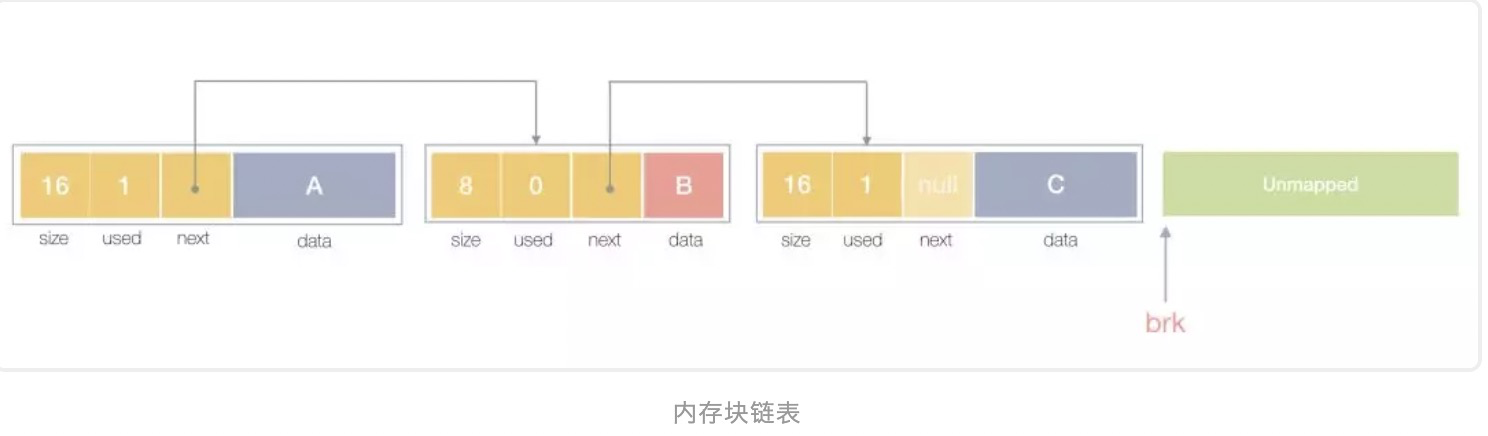 16 1 A 8 0 B 16 1 null C Unmapped
size used next data size used next data size used next data
brk
内存块链表